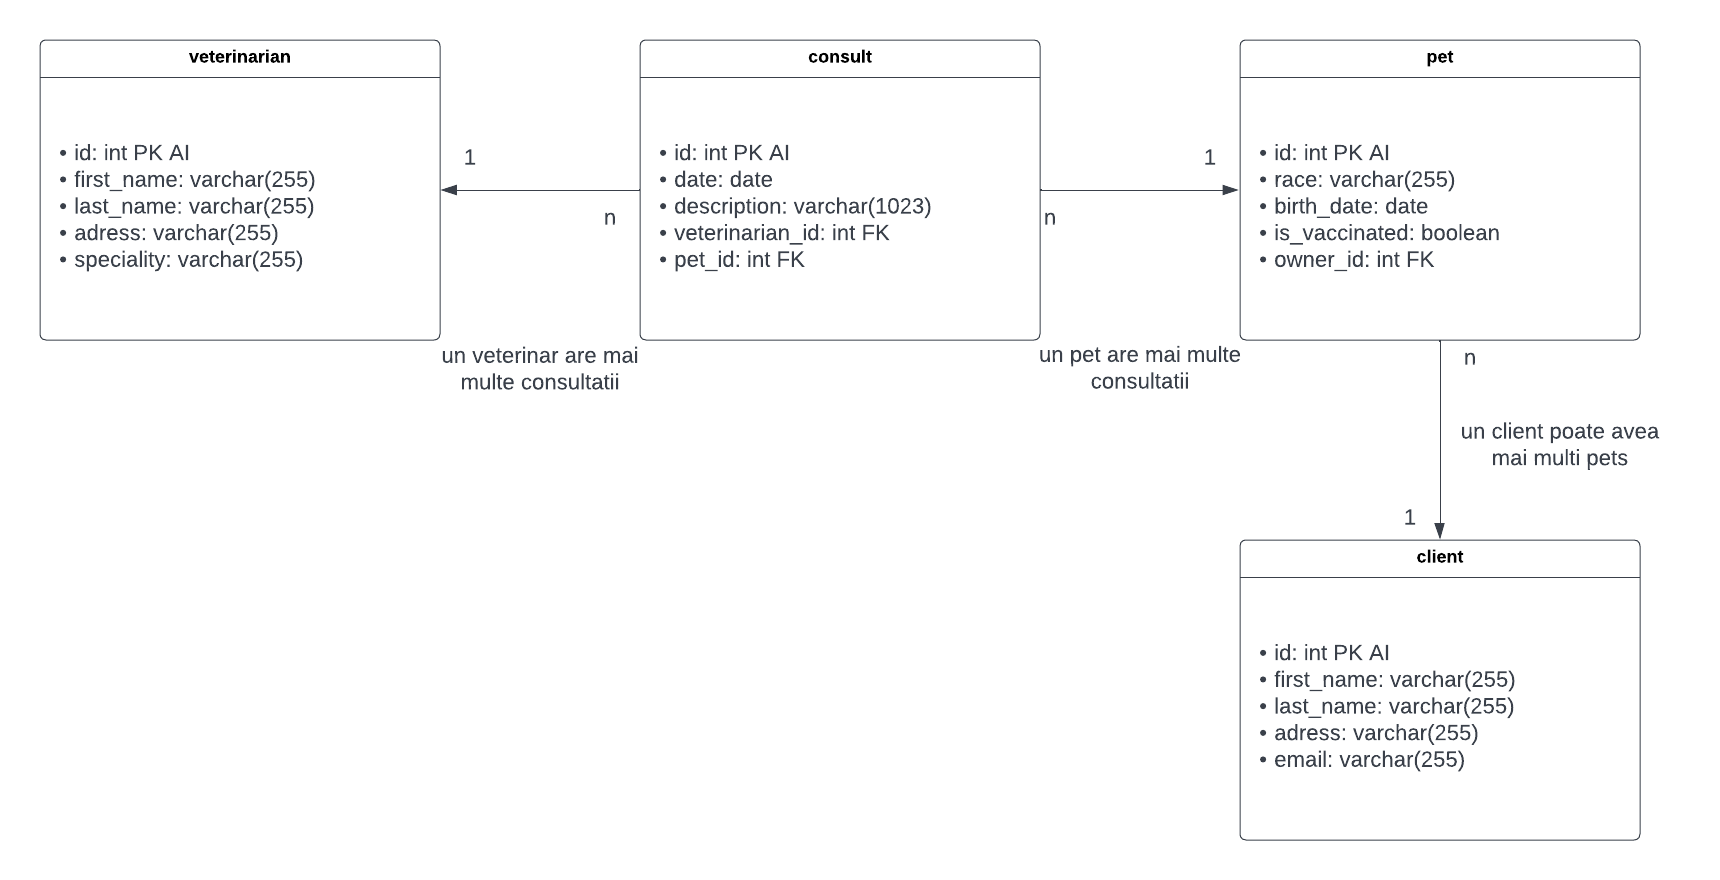 veterinarian
• id: int PK AI
• first_name: varchar(255)
• last_name: varchar(255)
• adress: varchar(255)
• speciality: varchar(255)
1
n
un veterinar are mai
multe consultatii
consult
• id: int PK AI
• date: date
• description: varchar(1023)
• veterinarian_id: int FK
• pet_id: int FK
1
n
un pet are mai multe
consultatii
pet
• id: int PK AI
• race: varchar(255)
• birth_date: date
• is_vaccinated: boolean
• owner_id: int FK
n
un client poate avea
mai multi pets
1
client
• id: int PK AI
• first_name: varchar(255)
• last_name: varchar(255)
• adress: varchar(255)
• email: varchar(255)